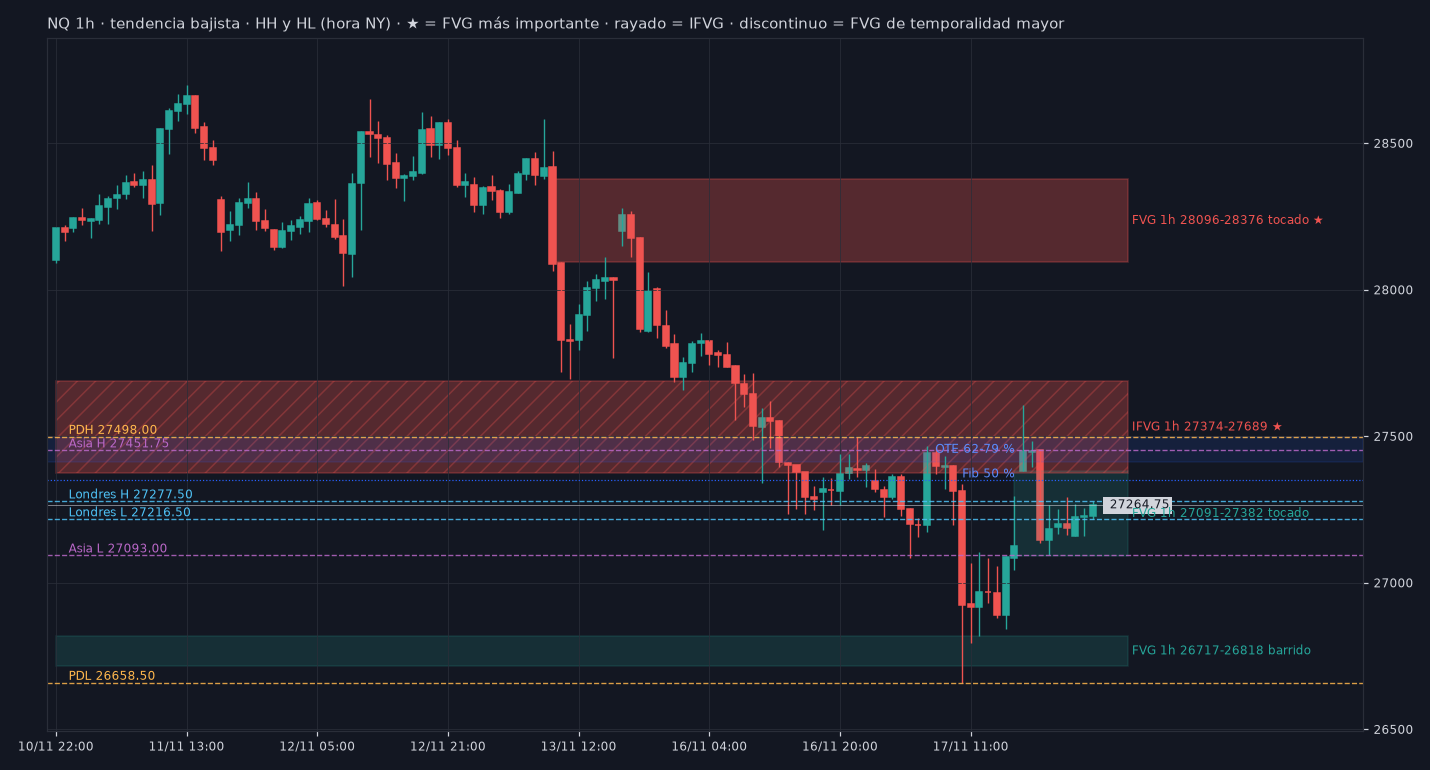 NQ 1h · tendencia bajista · HH y HL (hora NY) · ★ = FVG más importante · rayado = IFVG · discontinuo = FVG de temporalidad mayor
28500
FVG 1h 28096-28376 tocado ★
28000
IFVG 1h 27374-27689 ★
PDH 27498.00
27500
Asia H 27451.75
OTE 62-79 %
Fib 50 %
Londres H 27277.50
27264.75
Londres L 27216.50
FVG 1h 27091-27382 tocado
Asia L 27093.00
27000
FVG 1h 26717-26818 barrido
PDL 26658.50
26500
10/11 22:00
11/11 13:00
12/11 05:00
12/11 21:00
13/11 12:00
16/11 04:00
16/11 20:00
17/11 11:00